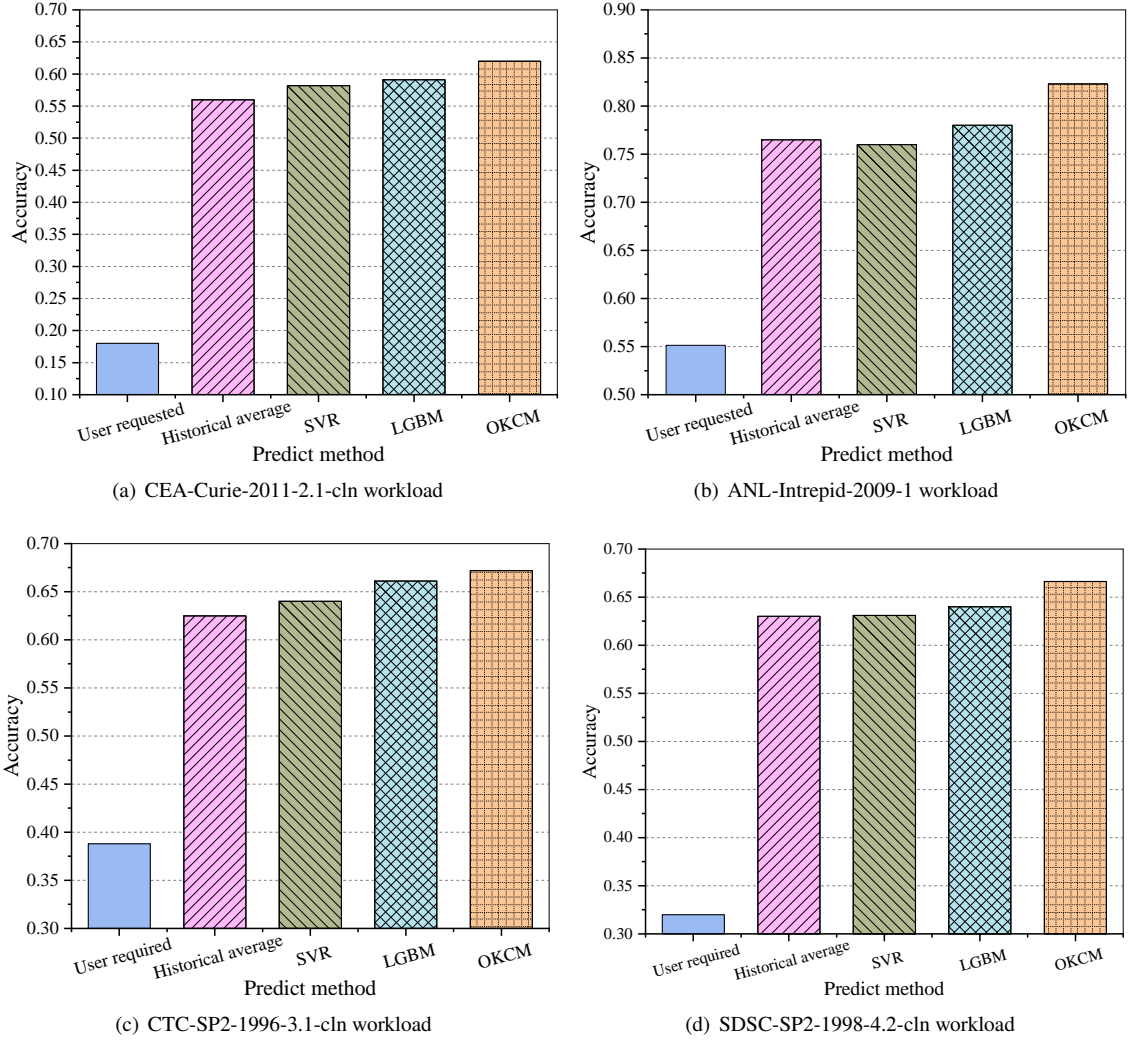 0.70
0.65
0.60
0.55
0.50
0.45
0.40
0.35
0.30
0.25
0.20
0.15
0.10
Accuracy
User requested
Historical average
SVR
LGBM
OKCM
Predict method
(a) CEA-Curie-2011-2.1-cln workload
0.90
0.85
0.80
0.75
0.70
0.65
0.60
0.55
0.50
Accuracy
User requested
Historical average
SVR
LGBM
OKCM
Predict method
(b) ANL-Intrepid-2009-1 workload
0.70
0.65
0.60
0.55
0.50
0.45
0.40
0.35
0.30
Accuracy
User required
Historical average
SVR
LGBM
OKCM
Predict method
(c) CTC-SP2-1996-3.1-cln workload
0.70
0.65
0.60
0.55
0.50
0.45
0.40
0.35
0.30
Accuracy
User required
Historical average
SVR
LGBM
OKCM
Predict method
(d) SDSC-SP2-1998-4.2-cln workload